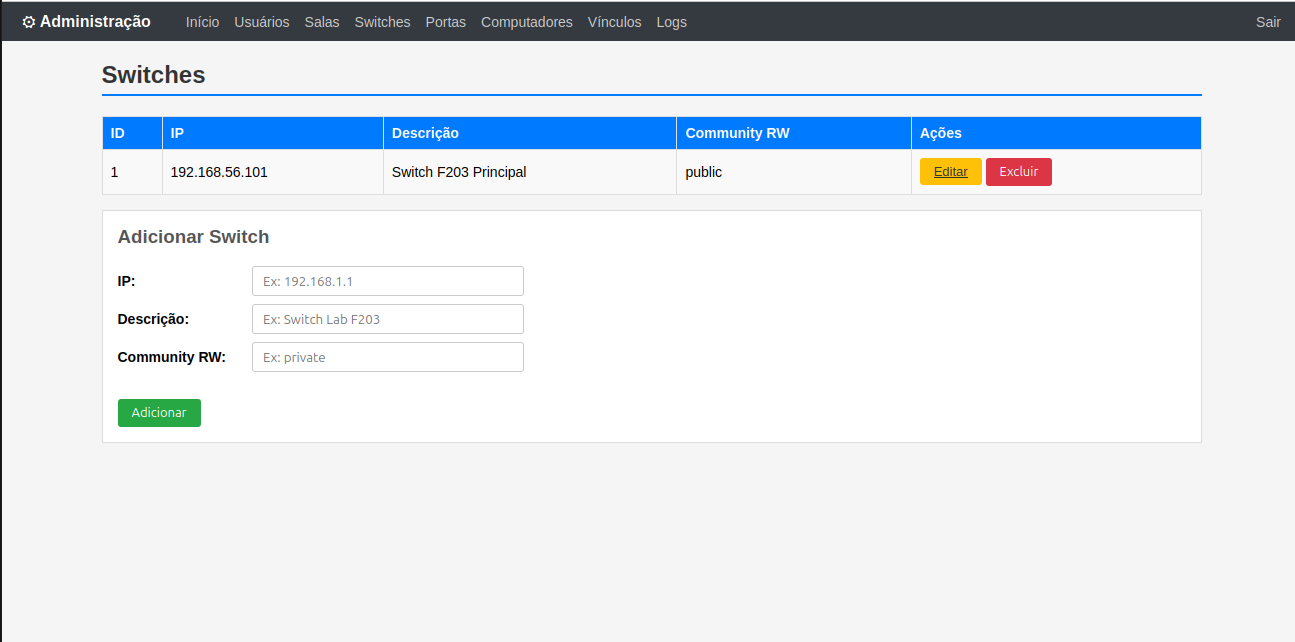 ⚙ Administração Início Usuários Salas Switches Portas Computadores Vínculos Logs Sair
Switches
ID IP Descrição Community RW Ações
1 192.168.56.101 Switch F203 Principal public Editar Excluir
Adicionar Switch
IP: Ex: 192.168.1.1
Descrição: Ex: Switch Lab F203
Community RW: Ex: private
Adicionar